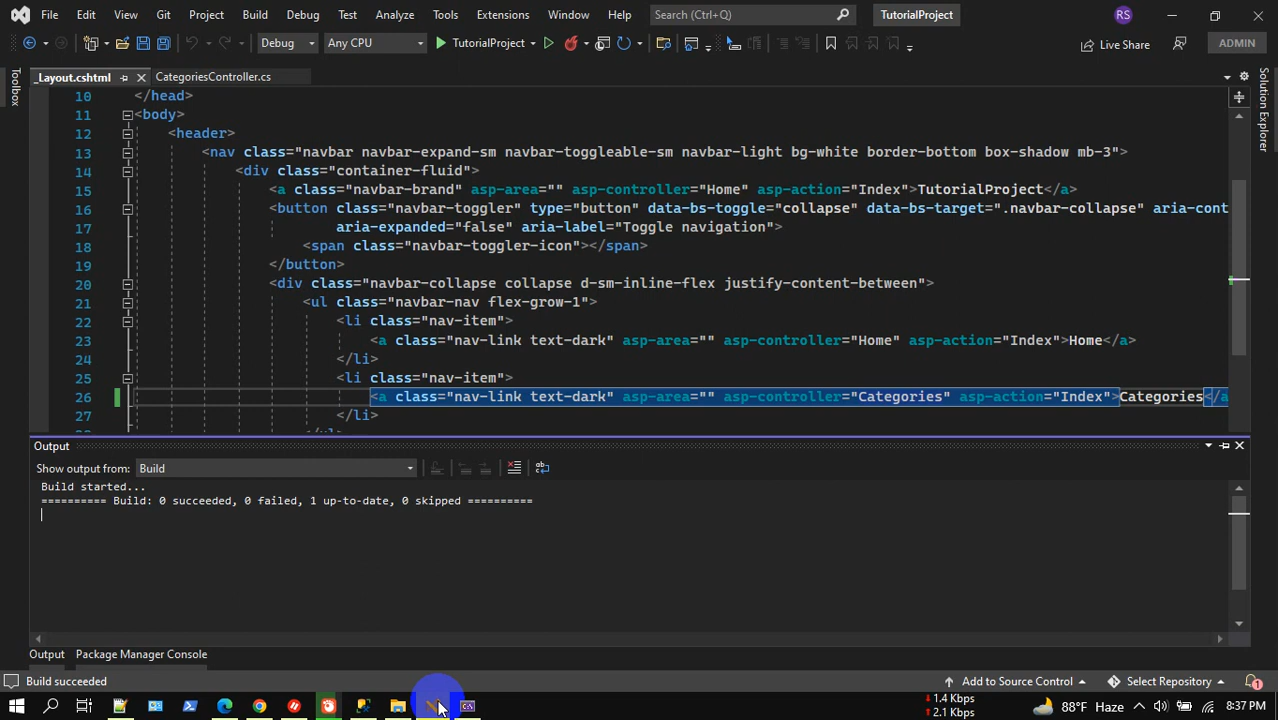 File Edit View Git Project Build Debug Test Analyze Tools Extensions Window Help Search (Ctrl+Q) TutorialProject RS
Debug Any CPU TutorialProject Live Share ADMIN
Toolbox
_Layout.cshtml CategoriesController.cs
Solution Explorer
10 </head>
11 <body>
12 <header>
13 <nav class="navbar navbar-expand-sm navbar-toggleable-sm navbar-light bg-white border-bottom box-shadow mb-3">
14 <div class="container-fluid">
15 <a class="navbar-brand" asp-area="" asp-controller="Home" asp-action="Index">TutorialProject</a>
16 <button class="navbar-toggler" type="button" data-bs-toggle="collapse" data-bs-target=".navbar-collapse" aria-cont
17 aria-expanded="false" aria-label="Toggle navigation">
18 <span class="navbar-toggler-icon"></span>
19 </button>
20 <div class="navbar-collapse collapse d-sm-inline-flex justify-content-between">
21 <ul class="navbar-nav flex-grow-1">
22 <li class="nav-item">
23 <a class="nav-link text-dark" asp-area="" asp-controller="Home" asp-action="Index">Home</a>
24 </li>
25 <li class="nav-item">
26 <a class="nav-link text-dark" asp-area="" asp-controller="Categories" asp-action="Index">Categories</a
27 </li>
Output
Show output from: Build
Build started...
========== Build: 0 succeeded, 0 failed, 1 up-to-date, 0 skipped ==========
Output Package Manager Console
Build succeeded Add to Source Control Select Repository 1
1.4 Kbps
2.1 Kbps
88°F Haze 8:37 PM